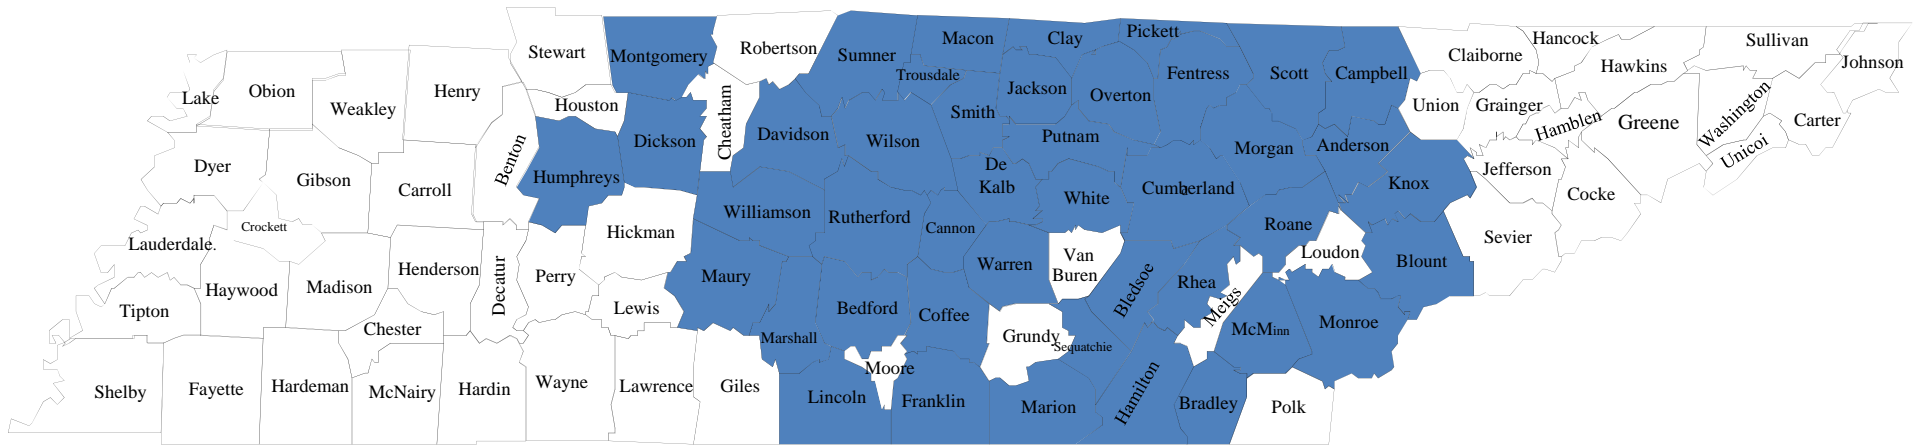 Stewart
Montgomery
Robertson
Sumner
Macon
Clay
Pickett
Fentress
Scott
Campbell
Claiborne
Hancock
Hawkins
Sullivan
Johnson
Lake
Obion
Weakley
Henry
Houston
Trousdale
Jackson
Overton
Union
Grainger
Hamblen
Greene
Washington
Carter
Unicoi
Dyer
Gibson
Carroll
Benton
Humphreys
Dickson
Cheatham
Davidson
Wilson
Smith
Putnam
De
Kalb
White
Cumberland
Morgan
Anderson
Knox
Jefferson
Cocke
Sevier
Lauderdale.
Crockett
Haywood
Madison
Henderson
Decatur
Perry
Hickman
Lewis
Williamson
Maury
Rutherford
Cannon
Warren
Van
Buren
Bledsoe
Rhea
Roane
Loudon
Blount
Tipton
Chester
Marshall
Bedford
Coffee
Grundy
Sequatchie
Meigs
McMinn
Monroe
Shelby
Fayette
Hardeman
McNairy
Hardin
Wayne
Lawrence
Giles
Lincoln
Moore
Franklin
Marion
Hamilton
Bradley
Polk